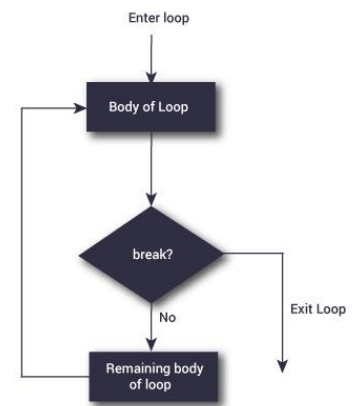 Enter loop
Body of Loop
break?
No
Exit Loop
Remaining body
of loop